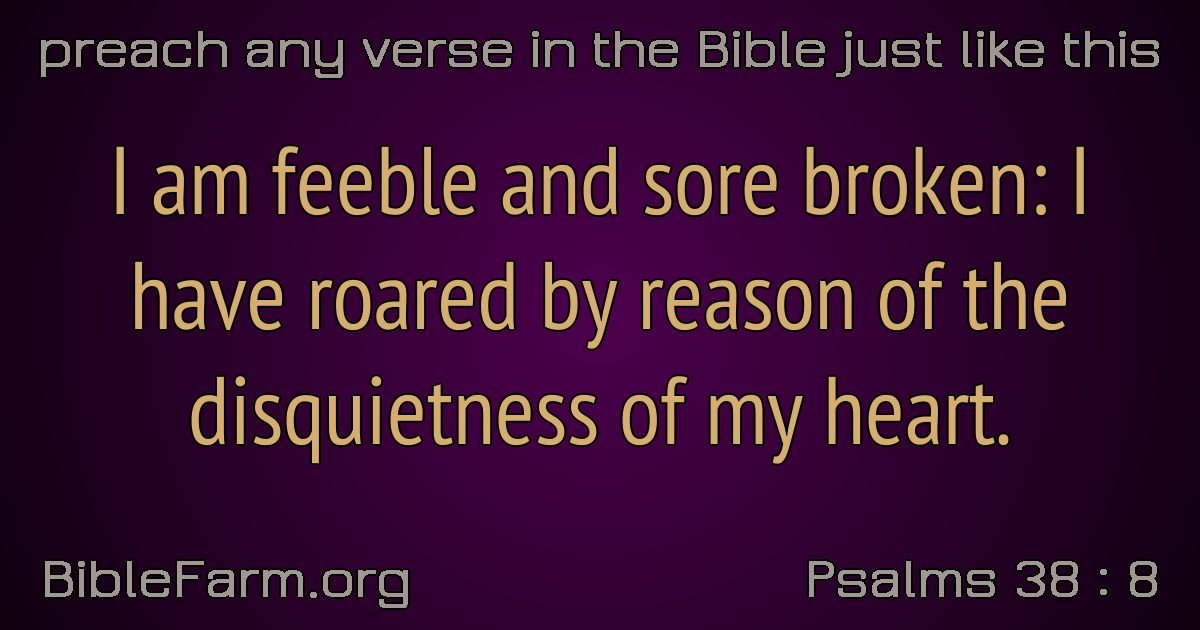 preach any verse in the Bible just like this
I am feeble and sore broken: I
have roared by reason of the
disquietness of my heart.
BibleFarm.org
Psalms 38 : 8